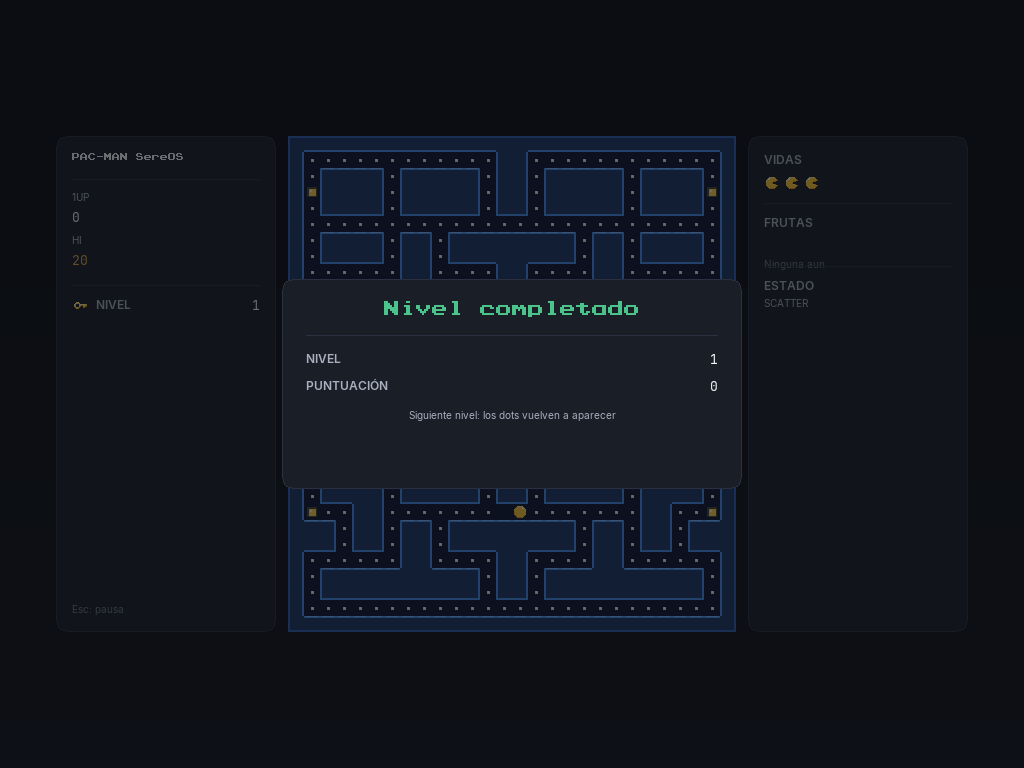 PAC-MAN SereOS
1UP
0
HI
20
NIVEL 1
Esc: pausa
Nivel completado
NIVEL 1
PUNTUACIÓN 0
Siguiente nivel: los dots vuelven a aparecer
VIDAS
FRUTAS
Ninguna aun
ESTADO
SCATTER